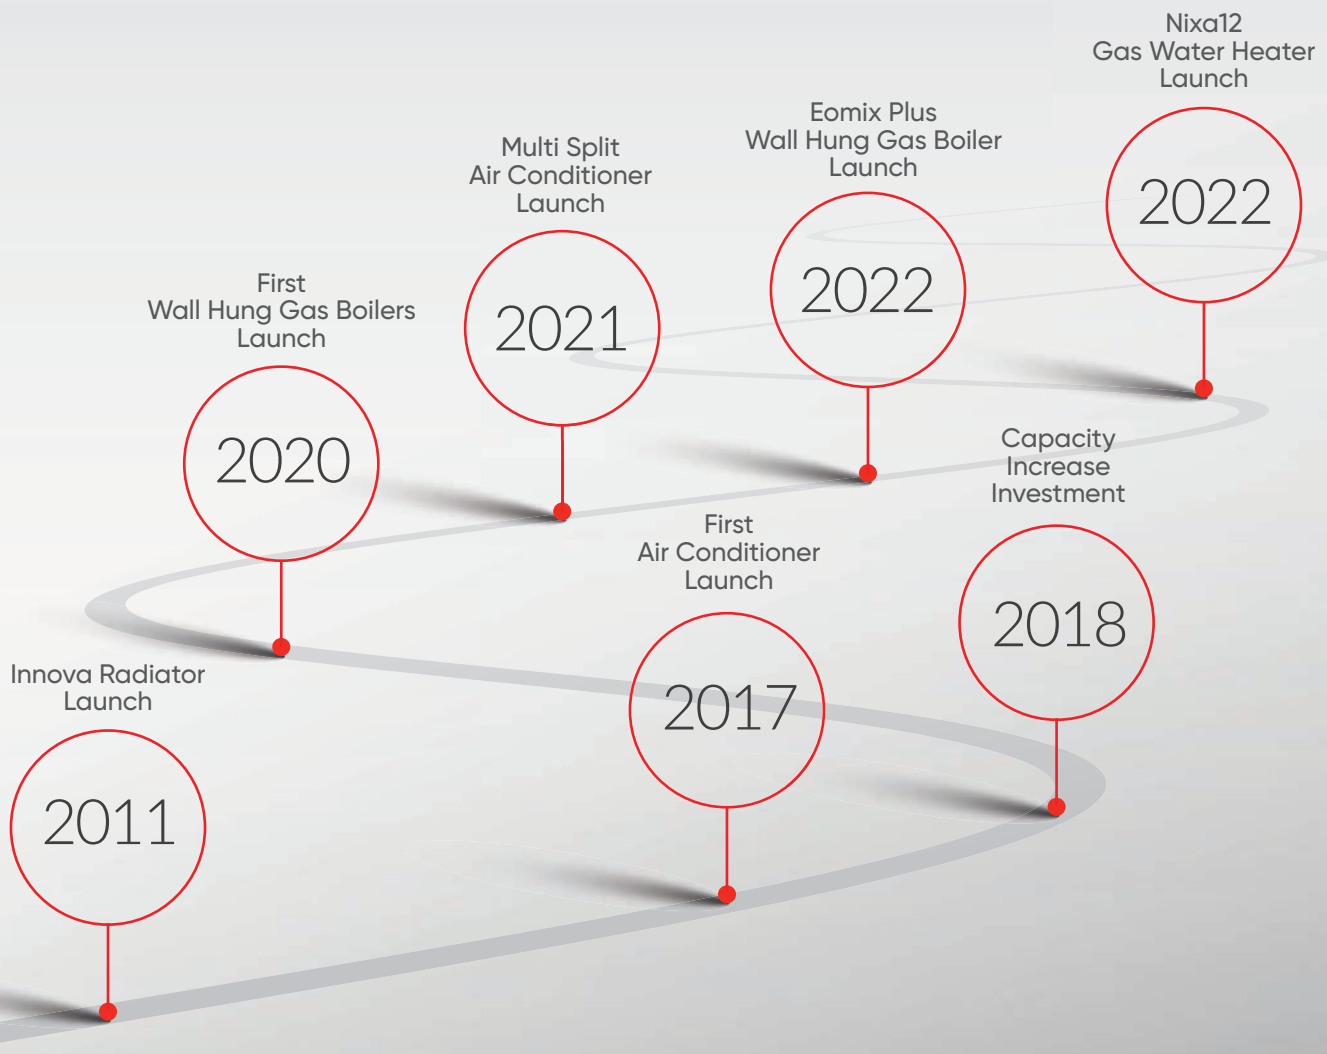 Nixa12
Gas Water Heater
Launch
2022
Eomix Plus
Wall Hung Gas Boiler
Launch
2022
Multi Split
Air Conditioner
Launch
2021
First
Wall Hung Gas Boilers
Launch
2020
Capacity
Increase
Investment
2018
First
Air Conditioner
Launch
2017
Innova Radiator
Launch
2011